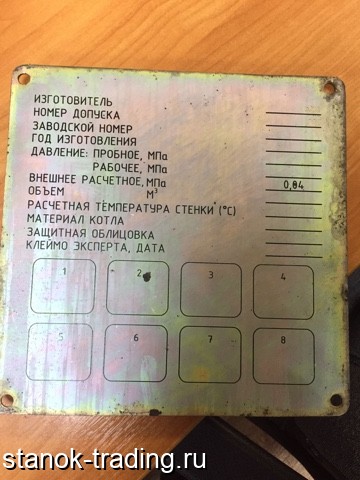 ИЗГОТОВИТЕЛЬ
НОМЕР ДОПУСКА
ЗАВОДСКОЙ НОМЕР
ГОД ИЗГОТОВЛЕНИЯ
ДАВЛЕНИЕ: ПРОБНОЕ, МПа
РАБОЧЕЕ, МПа
ВНЕШНЕЕ РАСЧЕТНОЕ, МПа 0,04
ОБЪЕМ М³
РАСЧЕТНАЯ ТЕМПЕРАТУРА СТЕНКИ (°C)
МАТЕРИАЛ КОТЛА
ЗАЩИТНАЯ ОБЛИЦОВКА
КЛЕЙМО ЭКСПЕРТА, ДАТА
1 2 3 4
5 6 7 8
stanok-trading.ru